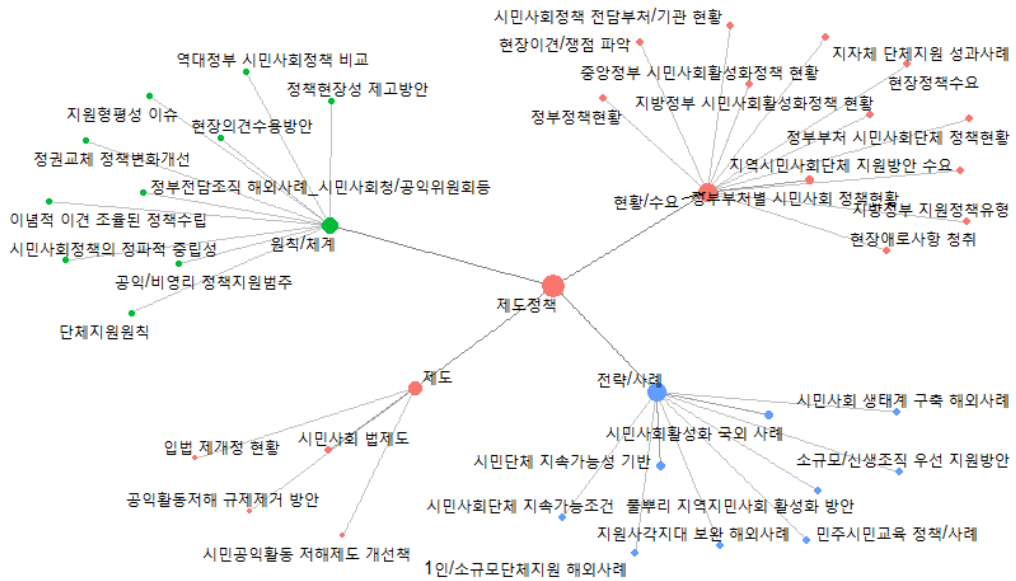 시민사회정책 전담부처/기관 현황
현장이견/쟁점 파악
지자체 단체지원 성과사례
역대정부 시민사회정책 비교
중앙정부 시민사회활성화정책 현황
현장정책수요
정책현장성 제고방안
지방정부 시민사회활성화정책 현황
지원형평성 이슈
정부정책현황
현장의견수용방안
정부부처 시민사회단체 정책현황
정권교체 정책변화개선
지역시민사회단체 지원방안 수요
정부전담조직 해외사례_시민사회청/공익위원회등
현황/수요
정부부처별 시민사회 정책현황
지방정부 지원정책유형
이념적 이견 조율된 정책수립
현장애로사항 청취
원칙/체계
시민사회정책의 정파적 중립성
공익/비영리 정책지원범주
제도정책
단체지원원칙
제도
전략/사례
시민사회 생태계 구축 해외사례
시민사회활성화 국외 사례
시민사회 법제도
입법 제개정 현황
시민단체 지속가능성 기반
소규모/신생조직 우선 지원방안
공익활동저해 규제제거 방안
시민사회단체 지속가능조건
풀뿌리 지역지민사회 활성화 방안
지원사각지대 보완 해외사례
민주시민교육 정책/사례
시민공익활동 저해제도 개선책
1인/소규모단체지원 해외사례